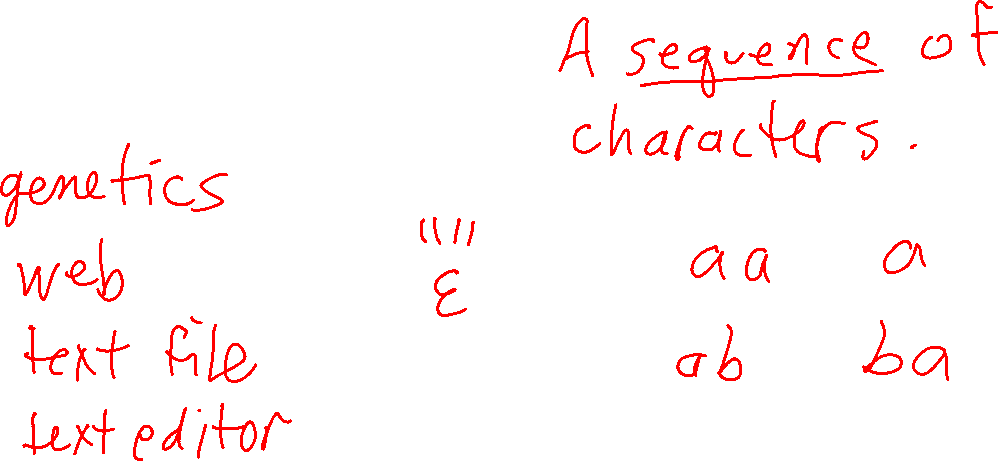 A sequence of
characters.
genetics
web
text file
text editor
""
ε
aa a
ab ba